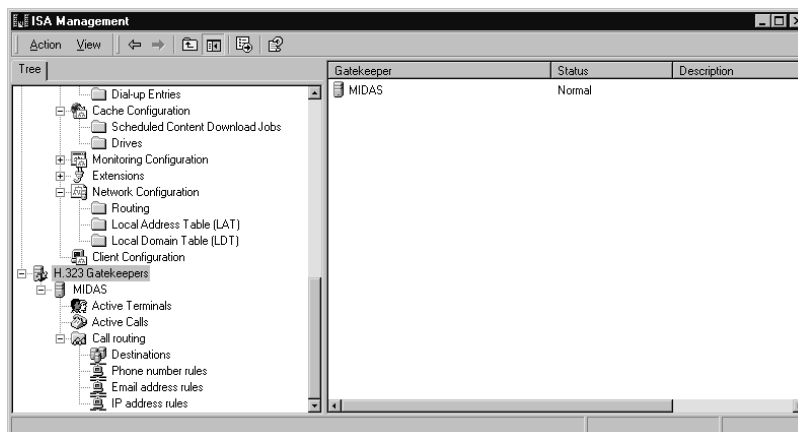 ISA Management
Action View
Tree
Dial-up Entries
Cache Configuration
Scheduled Content Download Jobs
Drives
Monitoring Configuration
Extensions
Network Configuration
Routing
Local Address Table (LAT)
Local Domain Table (LDT)
Client Configuration
H.323 Gatekeepers
MIDAS
Active Terminals
Active Calls
Call routing
Destinations
Phone number rules
Email address rules
IP address rules
Gatekeeper Status Description
MIDAS Normal